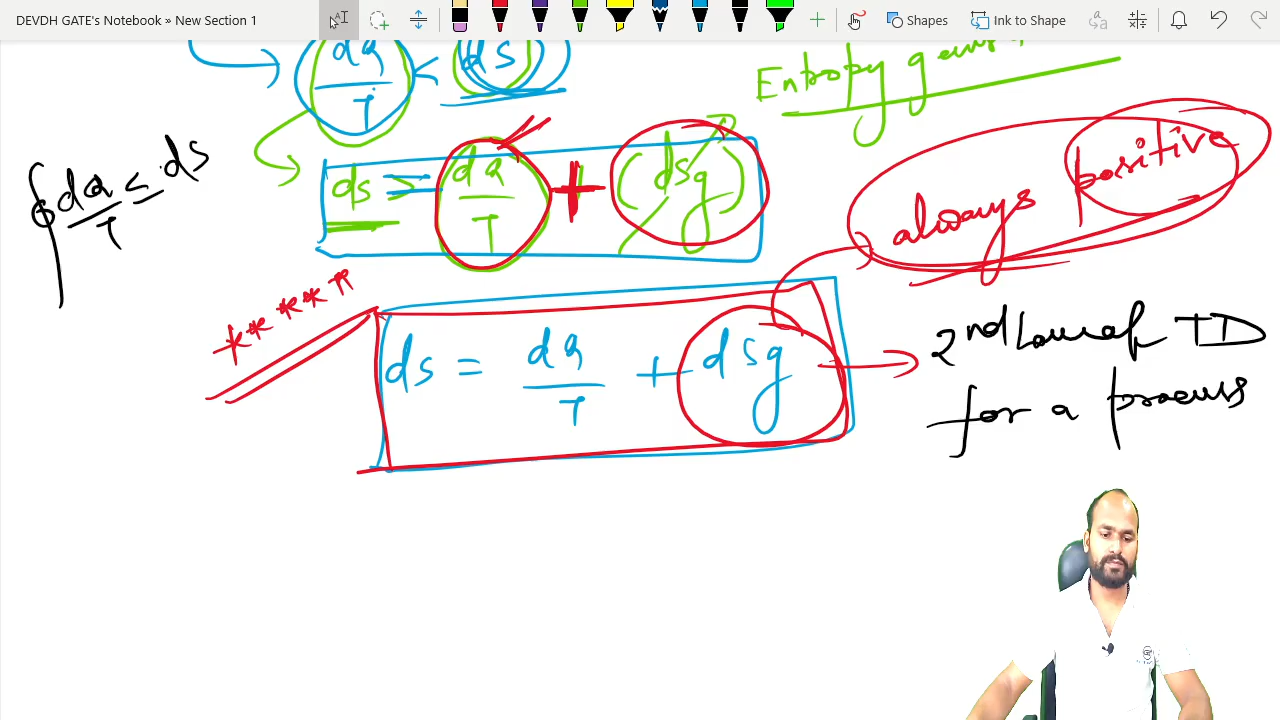 DEVDH GATE's Notebook » New Section 1
Shapes
Ink to Shape
dQ/T < ds
Entropy
∮dQ/T ≤ ds
ds = dQ/T + (dsg)
always positive
****
ds = dQ/T + dsg
2nd Law of TD
for a process